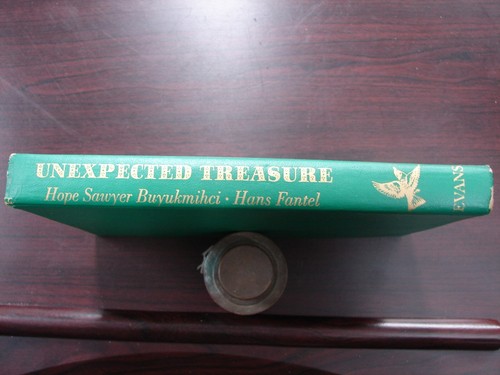 UNEXPECTED TREASURE
Hope Sawyer Buyukmihci · Hans Fantel
EVANS